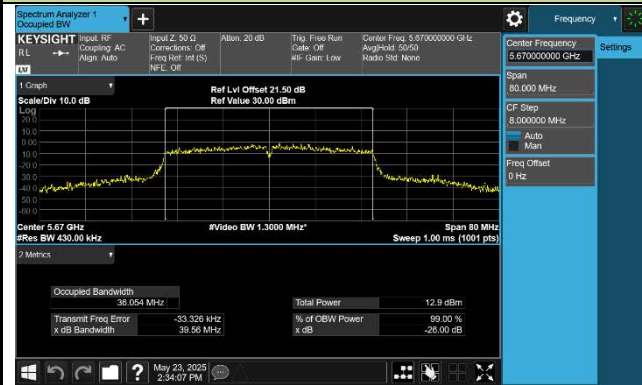 Spectrum Analyzer 1
Occupied BW
Frequency
KEYSIGHT
RL
LXI
Input: RF
Coupling: AC
Align: Auto
Input Z: 50 Ω
Corrections: Off
Freq Ref: Int (S)
NFE: Off
Atten: 20 dB
Trig: Free Run
Gate: Off
#IF Gain: Low
Center Freq: 5.670000000 GHz
Avg|Hold: 50/50
Radio Std: None
Center Frequency
5.670000000 GHz
Settings
Span
80.000 MHz
CF Step
8.000000 MHz
Auto
Man
Freq Offset
0 Hz
1 Graph
Scale/Div 10.0 dB
Ref Lvl Offset 21.50 dB
Ref Value 30.00 dBm
Log
20.0
10.0
0.00
-10.0
-20.0
-30.0
-40.0
-50.0
-60.0
Center 5.67 GHz
#Res BW 430.00 kHz
#Video BW 1.3000 MHz*
Span 80 MHz
Sweep 1.00 ms (1001 pts)
2 Metrics
Occupied Bandwidth
36.054 MHz
Transmit Freq Error -33.326 kHz
x dB Bandwidth 39.56 MHz
Total Power 12.9 dBm
% of OBW Power 99.00 %
x dB -26.00 dB
May 23, 2025
2:34:07 PM